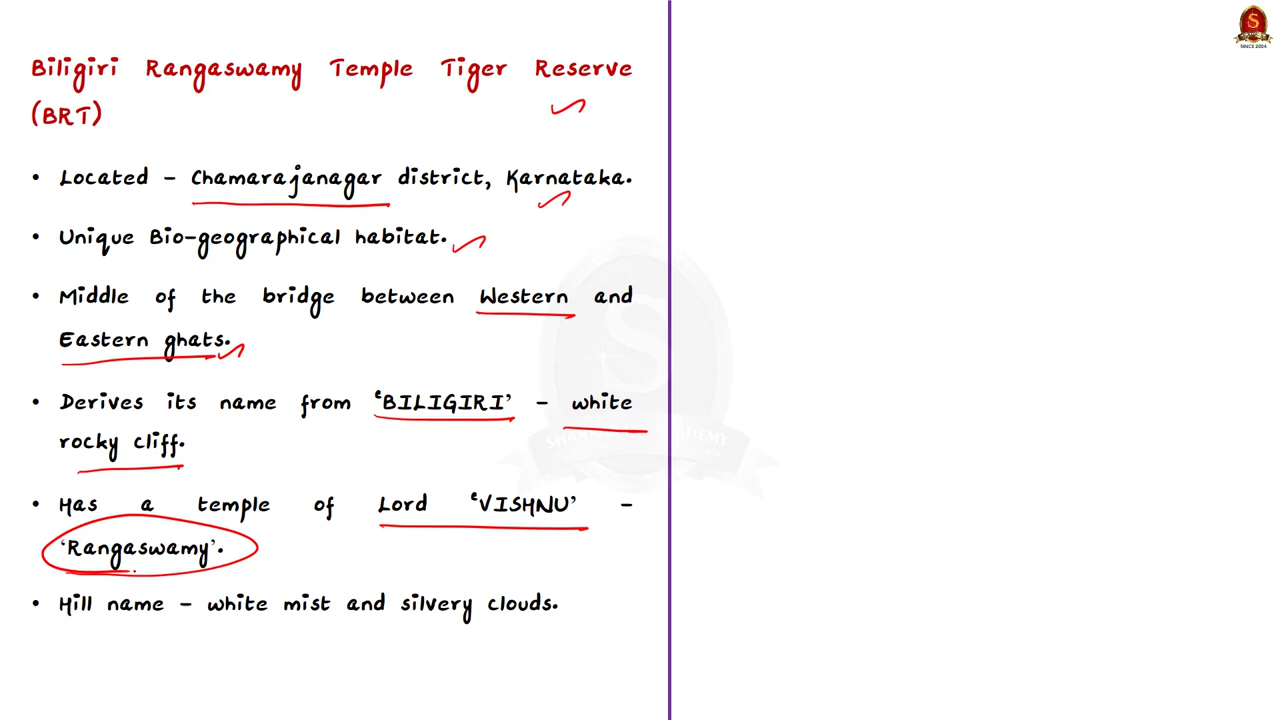 Biligiri Rangaswamy Temple Tiger Reserve
(BRT)
• Located – Chamarajanagar district, Karnataka.
• Unique Bio-geographical habitat.
• Middle of the bridge between Western and
Eastern ghats.
• Derives its name from ‘BILIGIRI’ – white
rocky cliff.
• Has a temple of Lord ‘VISHNU’ –
‘Rangaswamy’.
• Hill name – white mist and silvery clouds.
S
SINCE 2004